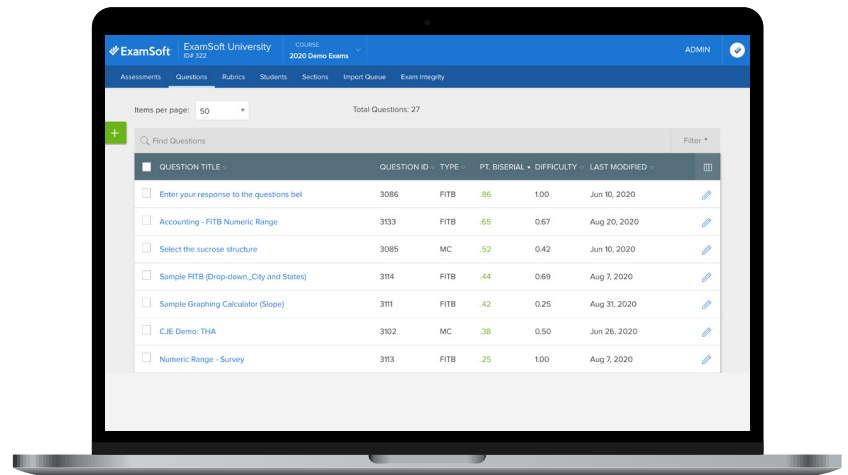 ExamSoft
ExamSoft University
ID# 322
COURSE
2020 Demo Exams
ADMIN
Assessments Questions Rubrics Students Sections Import Queue Exam Integrity
Items per page: 50 Total Questions: 27
+
Find Questions Filter
QUESTION TITLE QUESTION ID TYPE PT. BISERIAL DIFFICULTY LAST MODIFIED
Enter your response to the questions bel 3086 FITB .86 1.00 Jun 10, 2020
Accounting - FITB Numeric Range 3133 FITB .65 0.67 Aug 20, 2020
Select the sucrose structure 3085 MC .52 0.42 Jun 10, 2020
Sample FITB (Drop-down_City and States) 3114 FITB .44 0.69 Aug 7, 2020
Sample Graphing Calculator (Slope) 3111 FITB .42 0.25 Aug 31, 2020
CJE Demo: THA 3102 MC .38 0.50 Jun 26, 2020
Numeric Range - Survey 3113 FITB .25 1.00 Aug 7, 2020